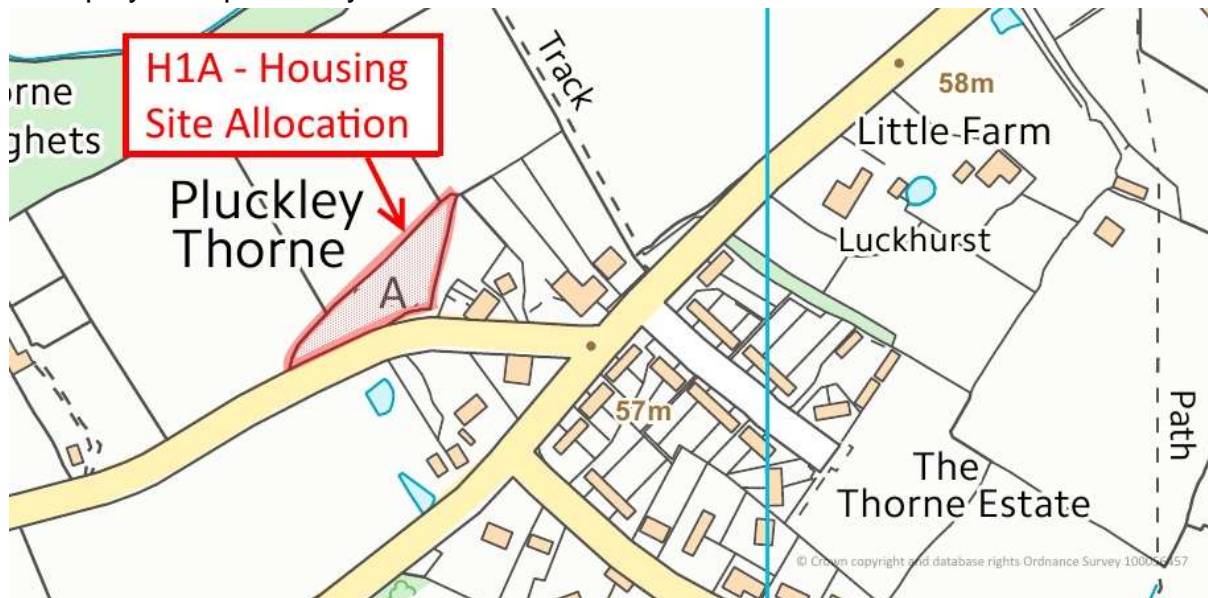 H1A - Housing
Site Allocation
Track
58m
Little Farm
orne
ghets
Pluckley
Thorne
Luckhurst
A
57m
Path
The
Thorne Estate
© Crown copyright and database rights Ordnance Survey